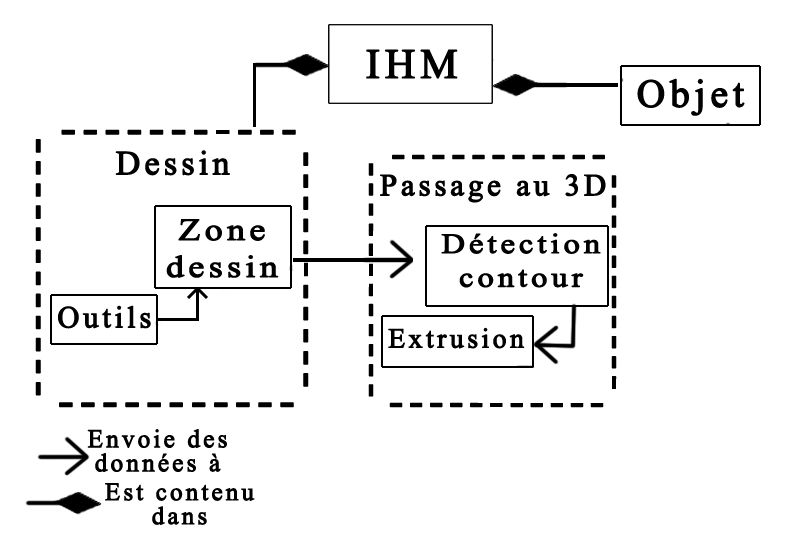 IHM
Objet
Dessin
Zone
dessin
Outils
Passage au 3D
Détection
contour
Extrusion
Envoie des
données à
Est contenu
dans